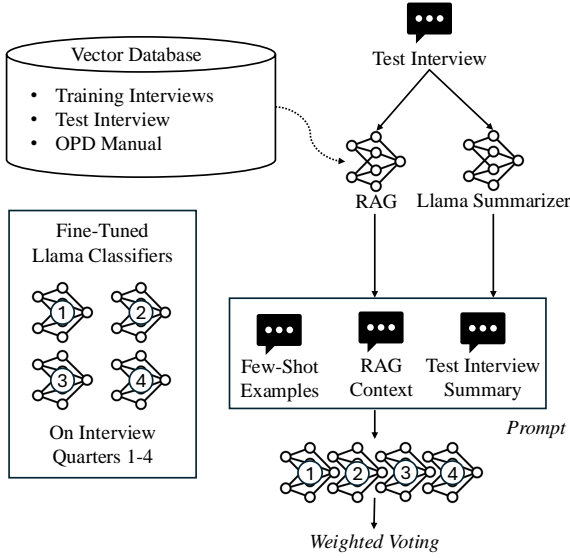 Vector Database
• Training Interviews
• Test Interview
• OPD Manual
Test Interview
RAG
Llama Summarizer
Fine-Tuned
Llama Classifiers
1
2
3
4
On Interview
Quarters 1-4
Few-Shot
Examples
RAG
Context
Test Interview
Summary
Prompt
1
2
3
4
Weighted Voting